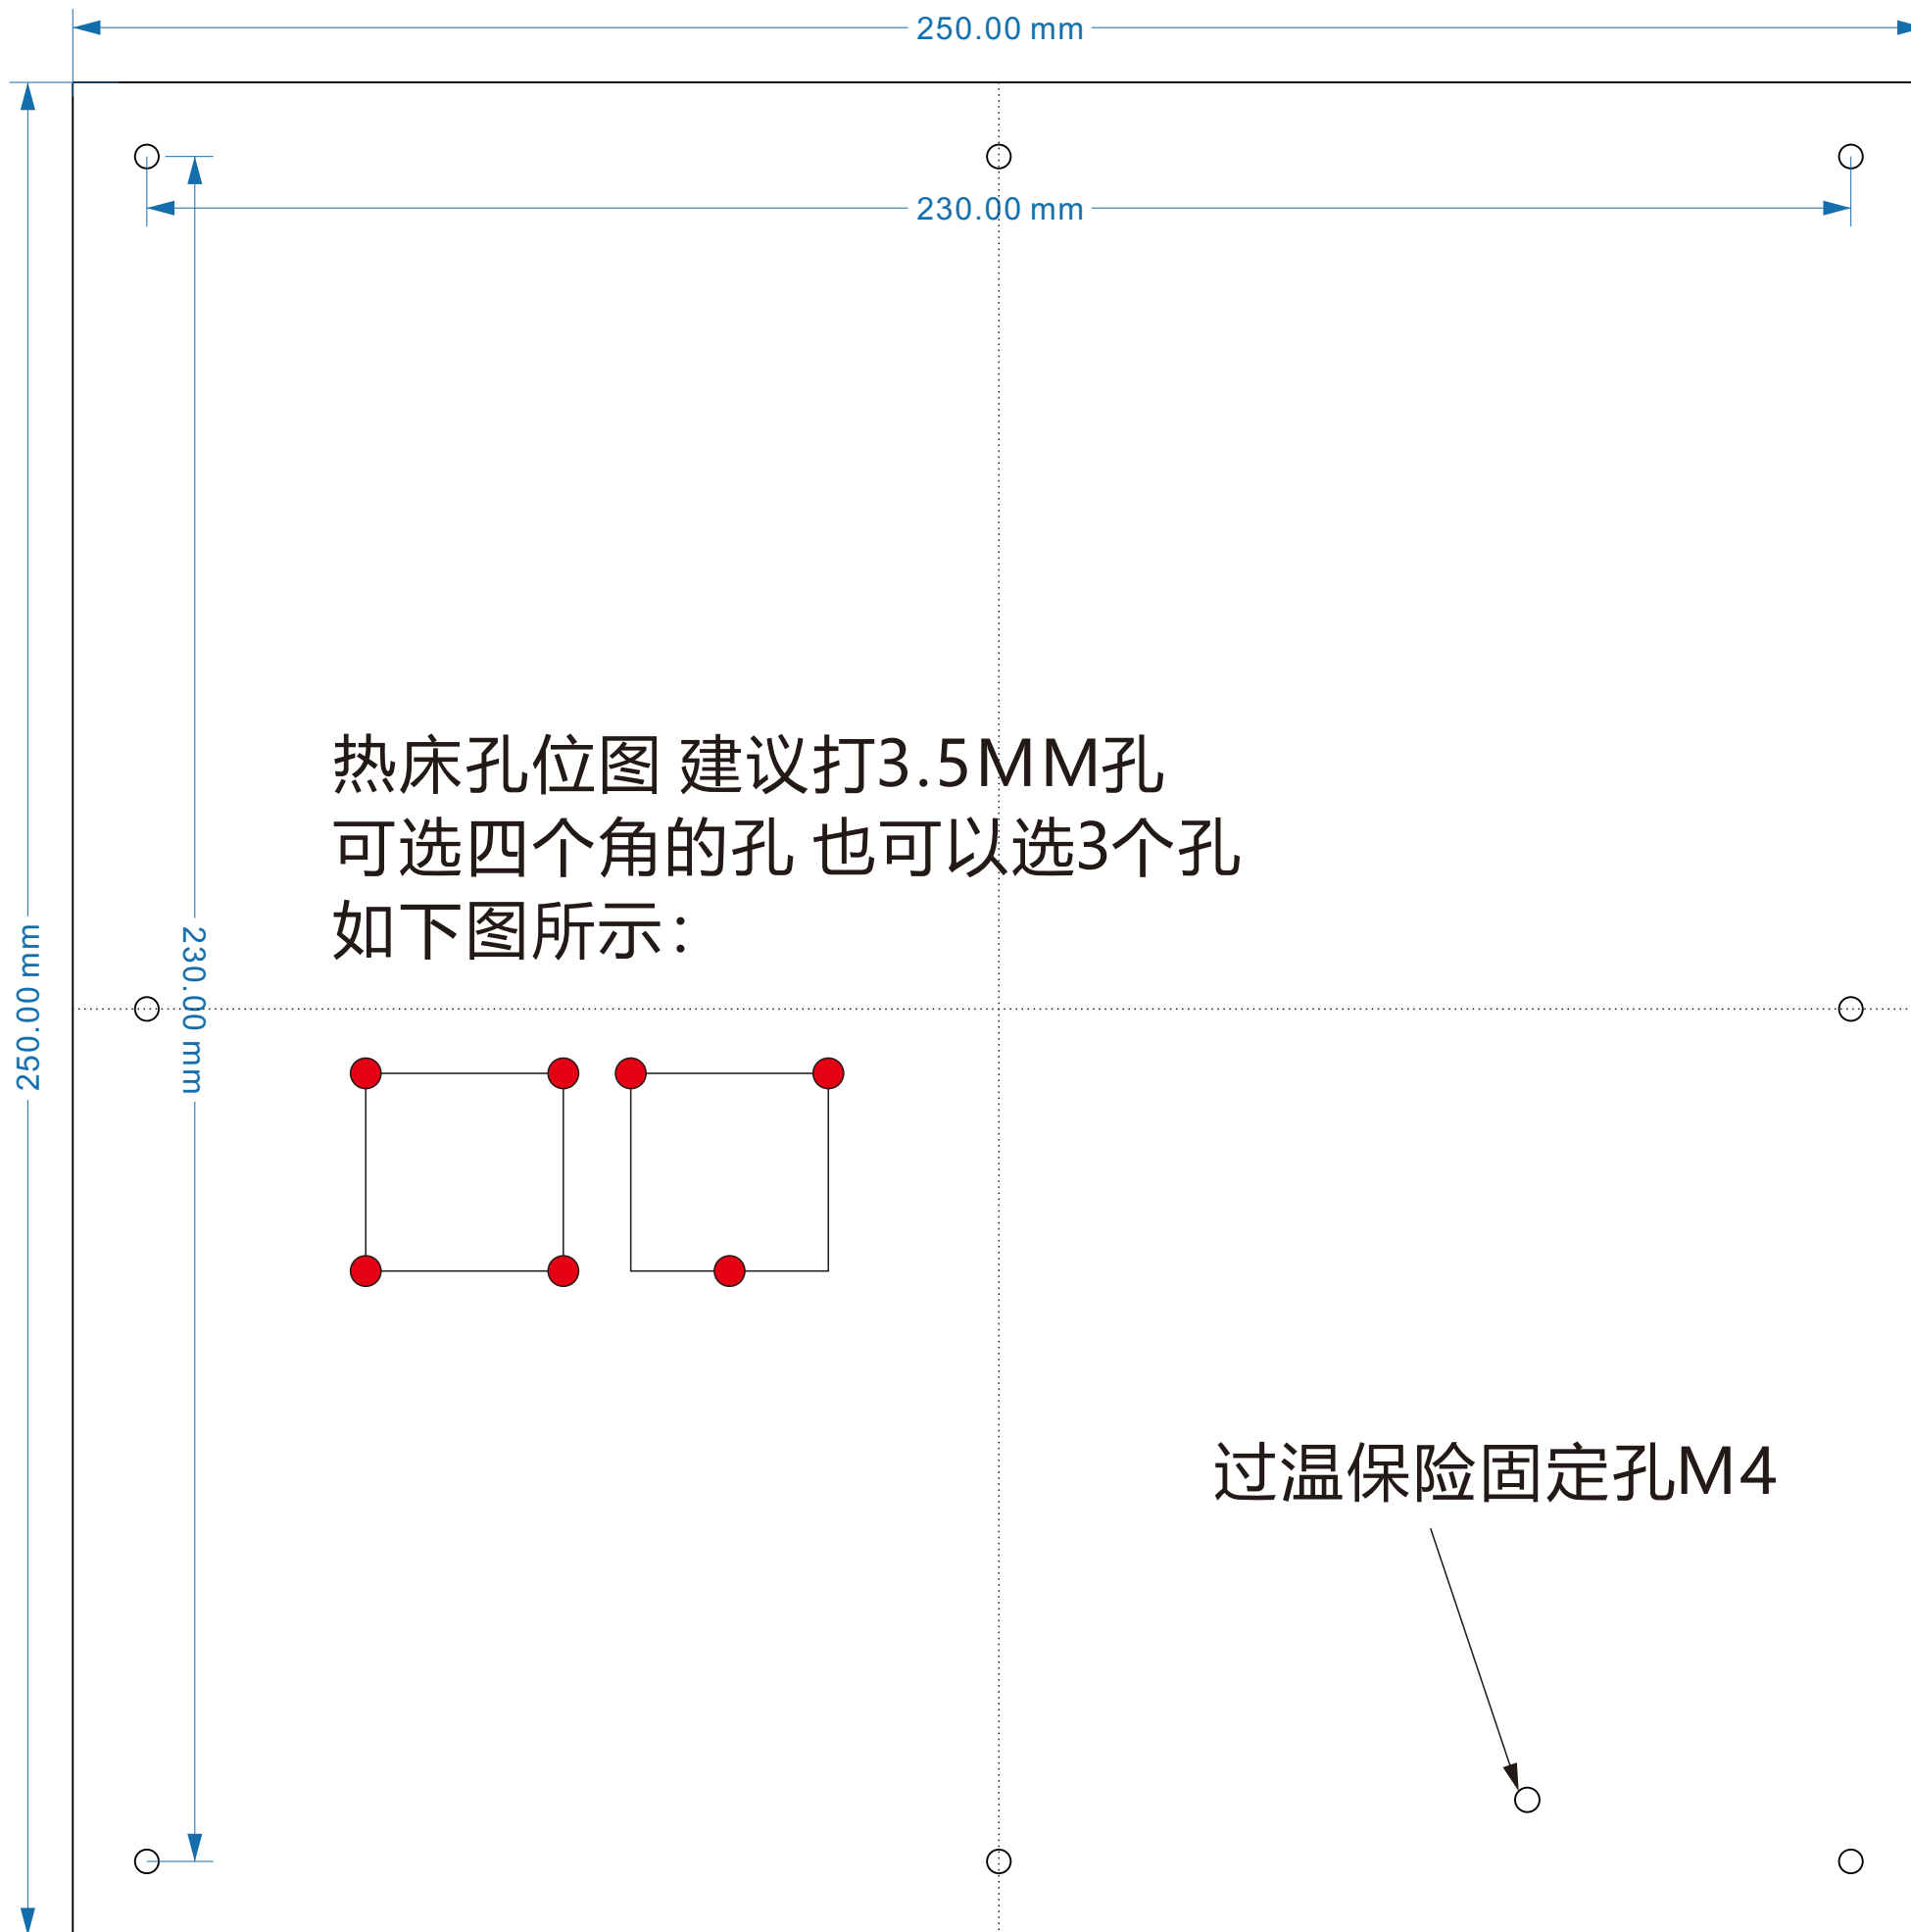 250.00 mm
230.00 mm
热床孔位图 建议打3.5MM孔
可选四个角的孔 也可以选3个孔
如下图所示：
250.00 mm
230.00 mm
过温保险固定孔M4